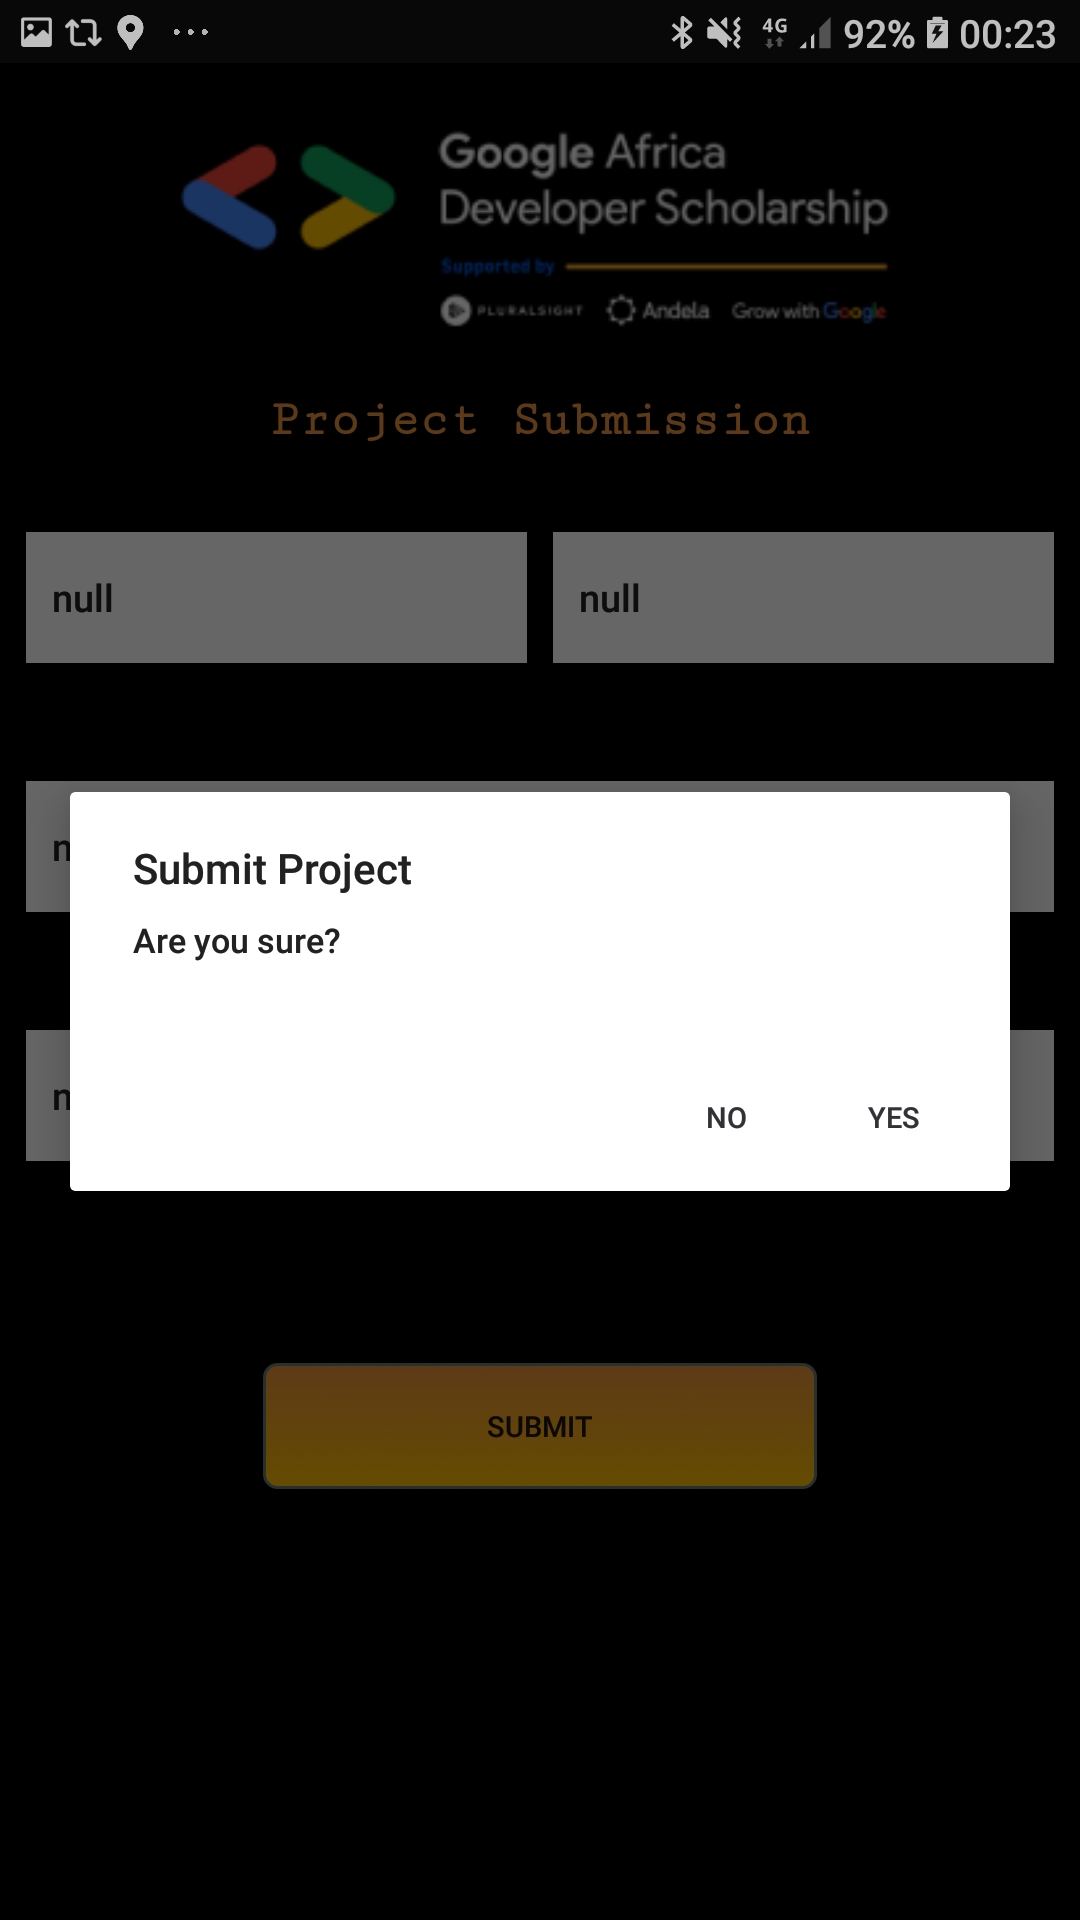 4G 92% 00:23
Google Africa
Developer Scholarship
Supported by
PLURALSIGHT Andela Grow with Google
Project Submission
null null
n
Submit Project
Are you sure?
n
NO YES
SUBMIT